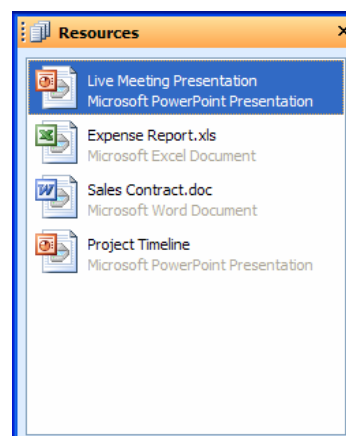 Resources
Live Meeting Presentation
Microsoft PowerPoint Presentation
Expense Report.xls
Microsoft Excel Document
Sales Contract.doc
Microsoft Word Document
Project Timeline
Microsoft PowerPoint Presentation